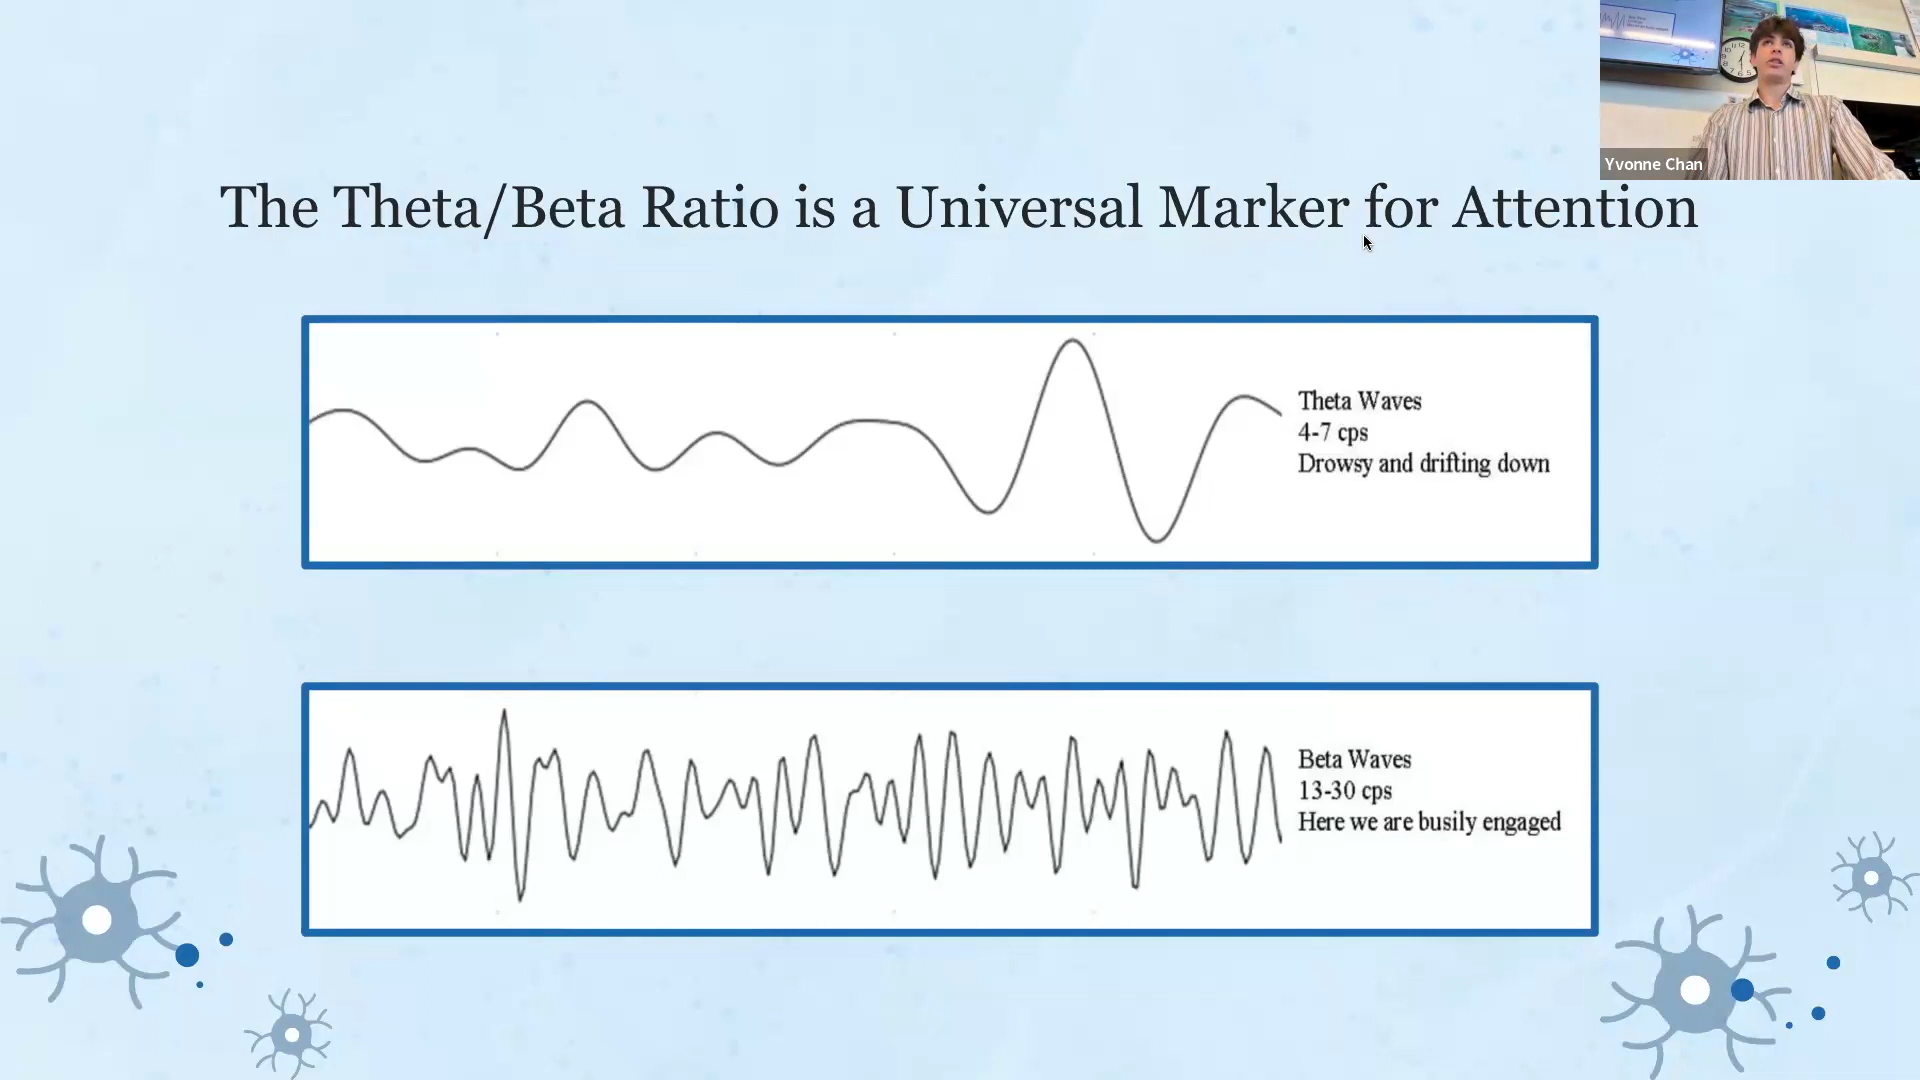 Yvonne Chan
The Theta/Beta Ratio is a Universal Marker for Attention
Theta Waves
4-7 cps
Drowsy and drifting down
Beta Waves
13-30 cps
Here we are busily engaged